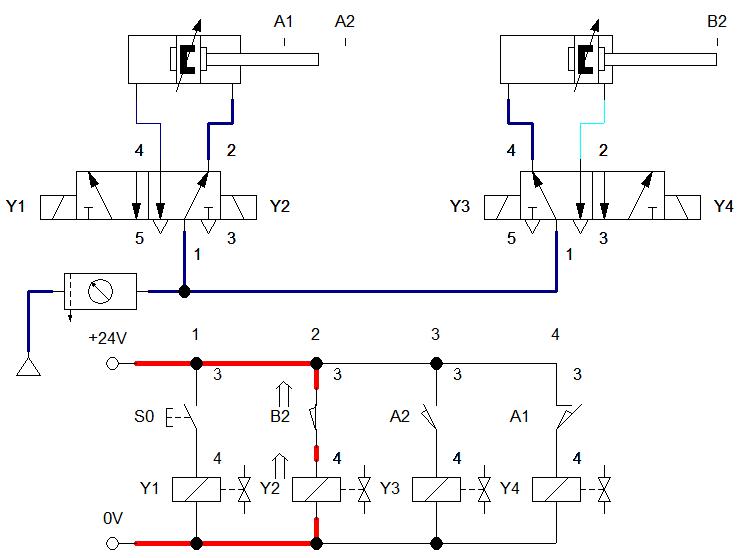 A1 A2 B2
4 2 4 2
Y1 Y2 Y3 Y4
5 3 5 3
1 1
+24V 1 2 3 4
3 3 3 3
S0 B2 A2 A1
4 4 4 4
Y1 Y2 Y3 Y4
0V